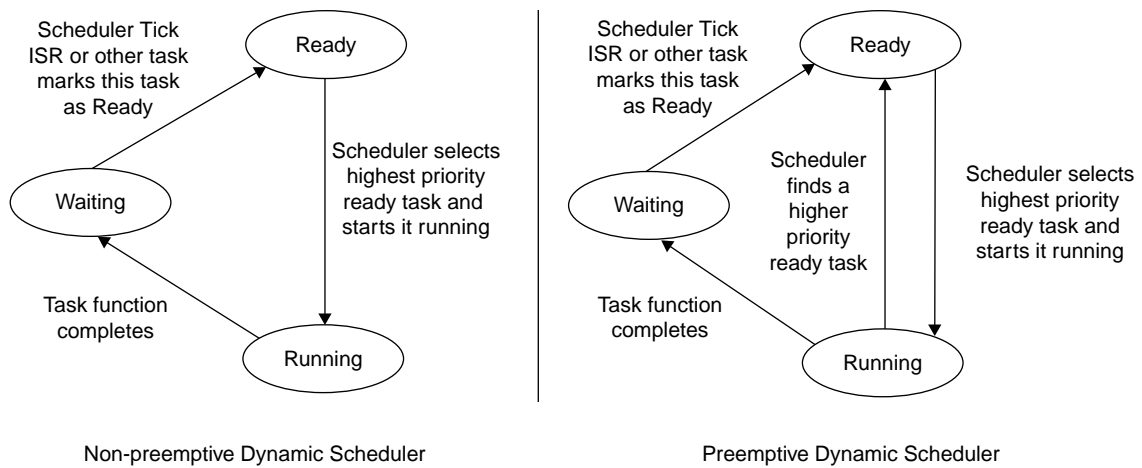 Scheduler Tick
ISR or other task
marks this task
as Ready
Ready
Scheduler selects
highest priority
ready task and
starts it running
Waiting
Task function
completes
Running
Non-preemptive Dynamic Scheduler
Scheduler Tick
ISR or other task
marks this task
as Ready
Ready
Scheduler
finds a
higher
priority
ready task
Scheduler selects
highest priority
ready task and
starts it running
Waiting
Task function
completes
Running
Preemptive Dynamic Scheduler